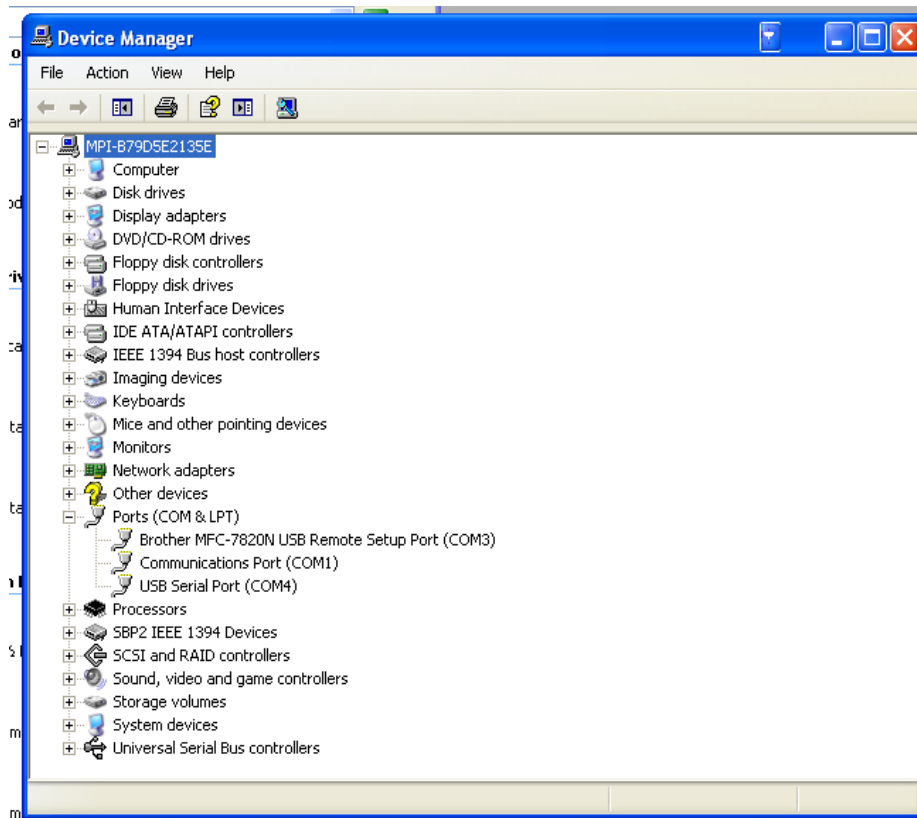 Device Manager
File Action View Help
MPI-B79D5E2135E
Computer
Disk drives
Display adapters
DVD/CD-ROM drives
Floppy disk controllers
Floppy disk drives
Human Interface Devices
IDE ATA/ATAPI controllers
IEEE 1394 Bus host controllers
Imaging devices
Keyboards
Mice and other pointing devices
Monitors
Network adapters
Other devices
Ports (COM & LPT)
Brother MFC-7820N USB Remote Setup Port (COM3)
Communications Port (COM1)
USB Serial Port (COM4)
Processors
SBP2 IEEE 1394 Devices
SCSI and RAID controllers
Sound, video and game controllers
Storage volumes
System devices
Universal Serial Bus controllers